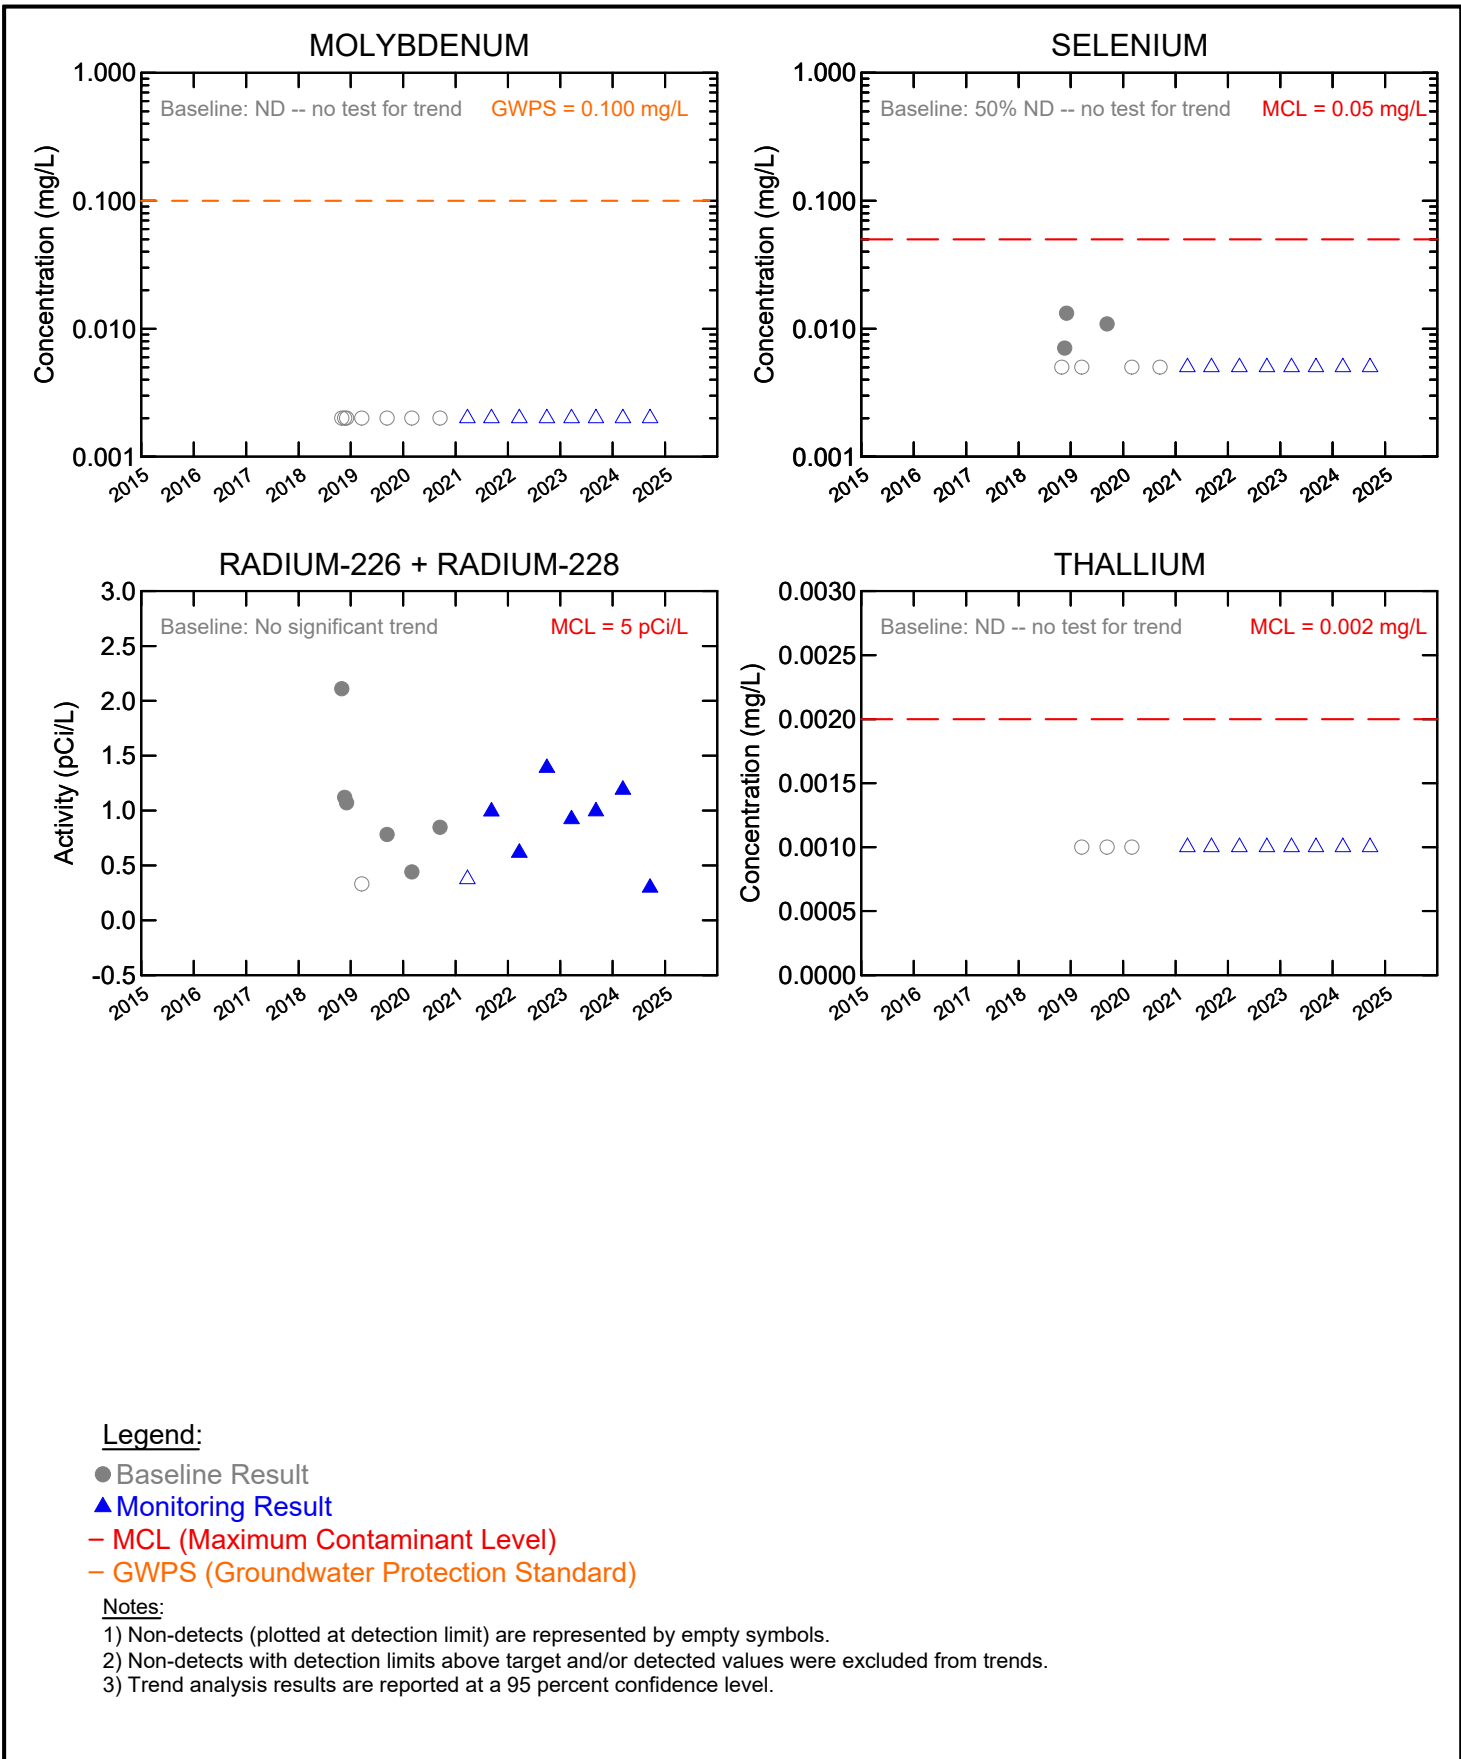 MOLYBDENUM
Baseline: ND -- no test for trend
GWPS = 0.100 mg/L
Concentration (mg/L)
1.000
0.100
0.010
0.001
2015 2016 2017 2018 2019 2020 2021 2022 2023 2024 2025
SELENIUM
Baseline: 50% ND -- no test for trend
MCL = 0.05 mg/L
Concentration (mg/L)
1.000
0.100
0.010
0.001
2015 2016 2017 2018 2019 2020 2021 2022 2023 2024 2025
RADIUM-226 + RADIUM-228
Baseline: No significant trend
MCL = 5 pCi/L
Activity (pCi/L)
3.0
2.5
2.0
1.5
1.0
0.5
0.0
-0.5
2015 2016 2017 2018 2019 2020 2021 2022 2023 2024 2025
THALLIUM
Baseline: ND -- no test for trend
MCL = 0.002 mg/L
Concentration (mg/L)
0.0030
0.0025
0.0020
0.0015
0.0010
0.0005
0.0000
2015 2016 2017 2018 2019 2020 2021 2022 2023 2024 2025
Legend:
Baseline Result
Monitoring Result
MCL (Maximum Contaminant Level)
GWPS (Groundwater Protection Standard)
Notes:
1) Non-detects (plotted at detection limit) are represented by empty symbols.
2) Non-detects with detection limits above target and/or detected values were excluded from trends.
3) Trend analysis results are reported at a 95 percent confidence level.